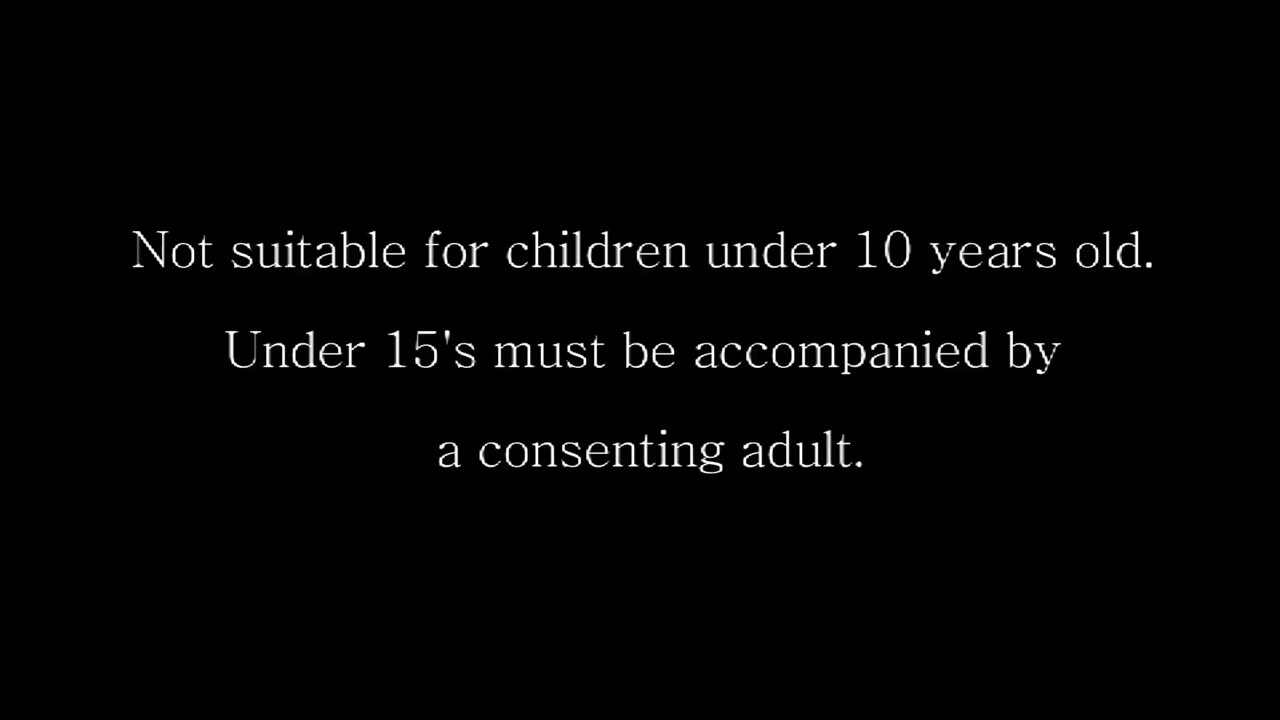 Not suitable for children under 10 years old.
Under 15's must be accompanied by
a consenting adult.